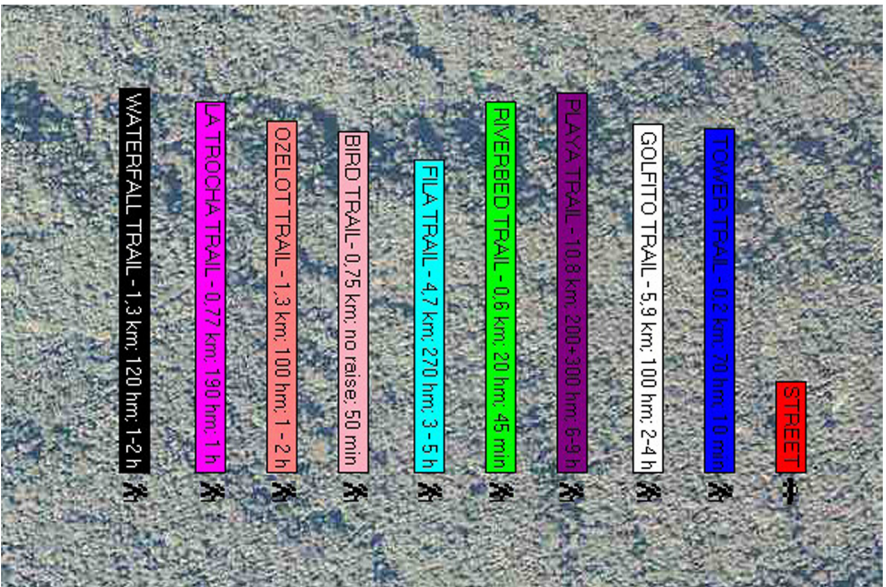 STREET
TOWER TRAIL - 0,2 km; 70 hm; 10 min
GOLFITO TRAIL - 5,9 km; 100 hm; 2-4 h
PLAYA TRAIL - 10,8 km; 200+300 hm; 6-9 h
RIVERBED TRAIL - 0,6 km; 20 hm; 45 min
FILA TRAIL - 4,7 km; 270 hm; 3 - 5 h
BIRD TRAIL - 0,75 km; no raise; 50 min
OZELOT TRAIL - 1,3 km; 100 hm; 1 - 2 h
LA TROCHA TRAIL - 0,77 km; 190 hm; 1 h
WATERFALL TRAIL - 1,3 km; 120 hm; 1-2 h